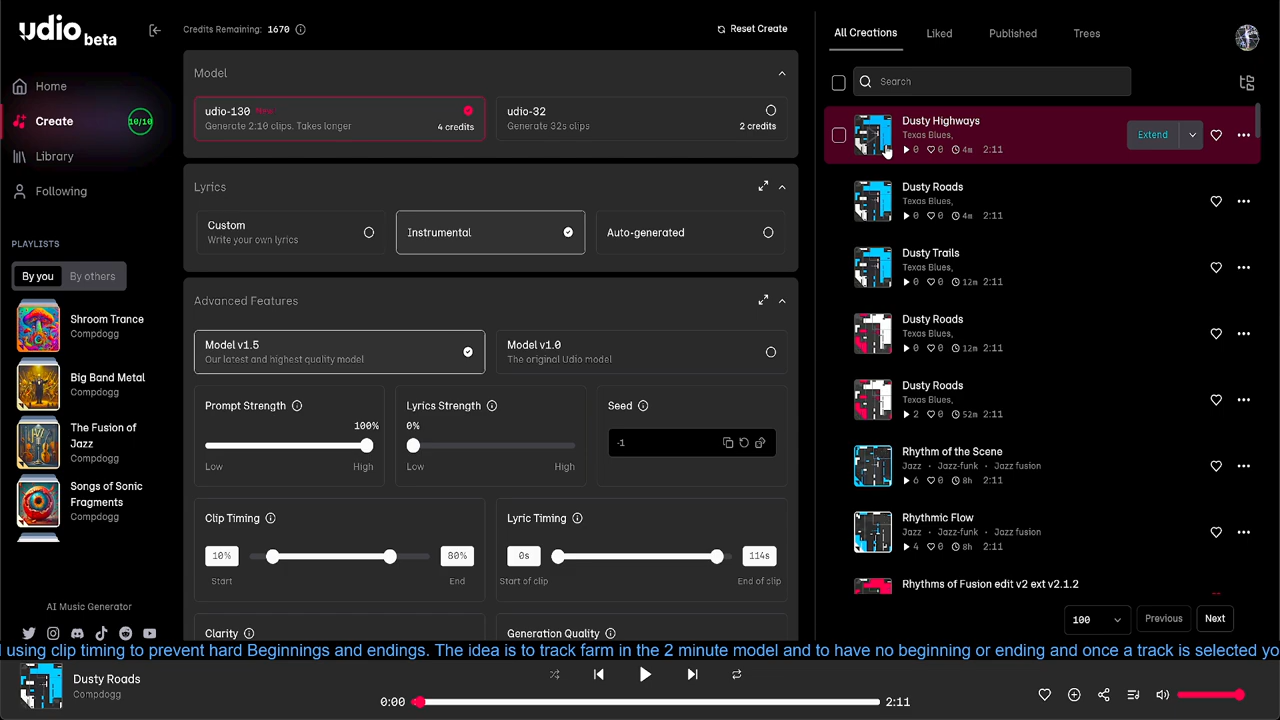 udio beta
Home
Create
10/10
Library
Following
PLAYLISTS
By you
By others
Shroom Trance
Compdogg
Big Band Metal
Compdogg
The Fusion of
Jazz
Compdogg
Songs of Sonic
Fragments
Compdogg
AI Music Generator
Credits Remaining: 1670
Reset Create
Model
udio-130 New
Generate 2:10 clips. Takes longer
4 credits
udio-32
Generate 32s clips
2 credits
Lyrics
Custom
Write your own lyrics
Instrumental
Auto-generated
Advanced Features
Model v1.5
Our latest and highest quality model
Model v1.0
The original Udio model
Prompt Strength
100%
Low
High
Lyrics Strength
0%
Low
High
Seed
-1
Clip Timing
10%
80%
Start
End
Lyric Timing
0s
114s
Start of clip
End of clip
Clarity
Generation Quality
All Creations
Liked
Published
Trees
Search
Dusty Highways
Texas Blues,
0 0 4m 2:11
Extend
Dusty Roads
Texas Blues,
0 0 4m 2:11
Dusty Trails
Texas Blues,
0 0 12m 2:11
Dusty Roads
Texas Blues,
0 0 12m 2:11
Dusty Roads
Texas Blues,
2 0 52m 2:11
Rhythm of the Scene
Jazz · Jazz-funk · Jazz fusion
6 0 8h 2:11
Rhythmic Flow
Jazz · Jazz-funk · Jazz fusion
4 0 8h 2:11
Rhythms of Fusion edit v2 ext v2.1.2
100
Previous
Next
using clip timing to prevent hard Beginnings and endings. The idea is to track farm in the 2 minute model and to have no beginning or ending and once a track is selected yo
Dusty Roads
Compdogg
0:00
2:11